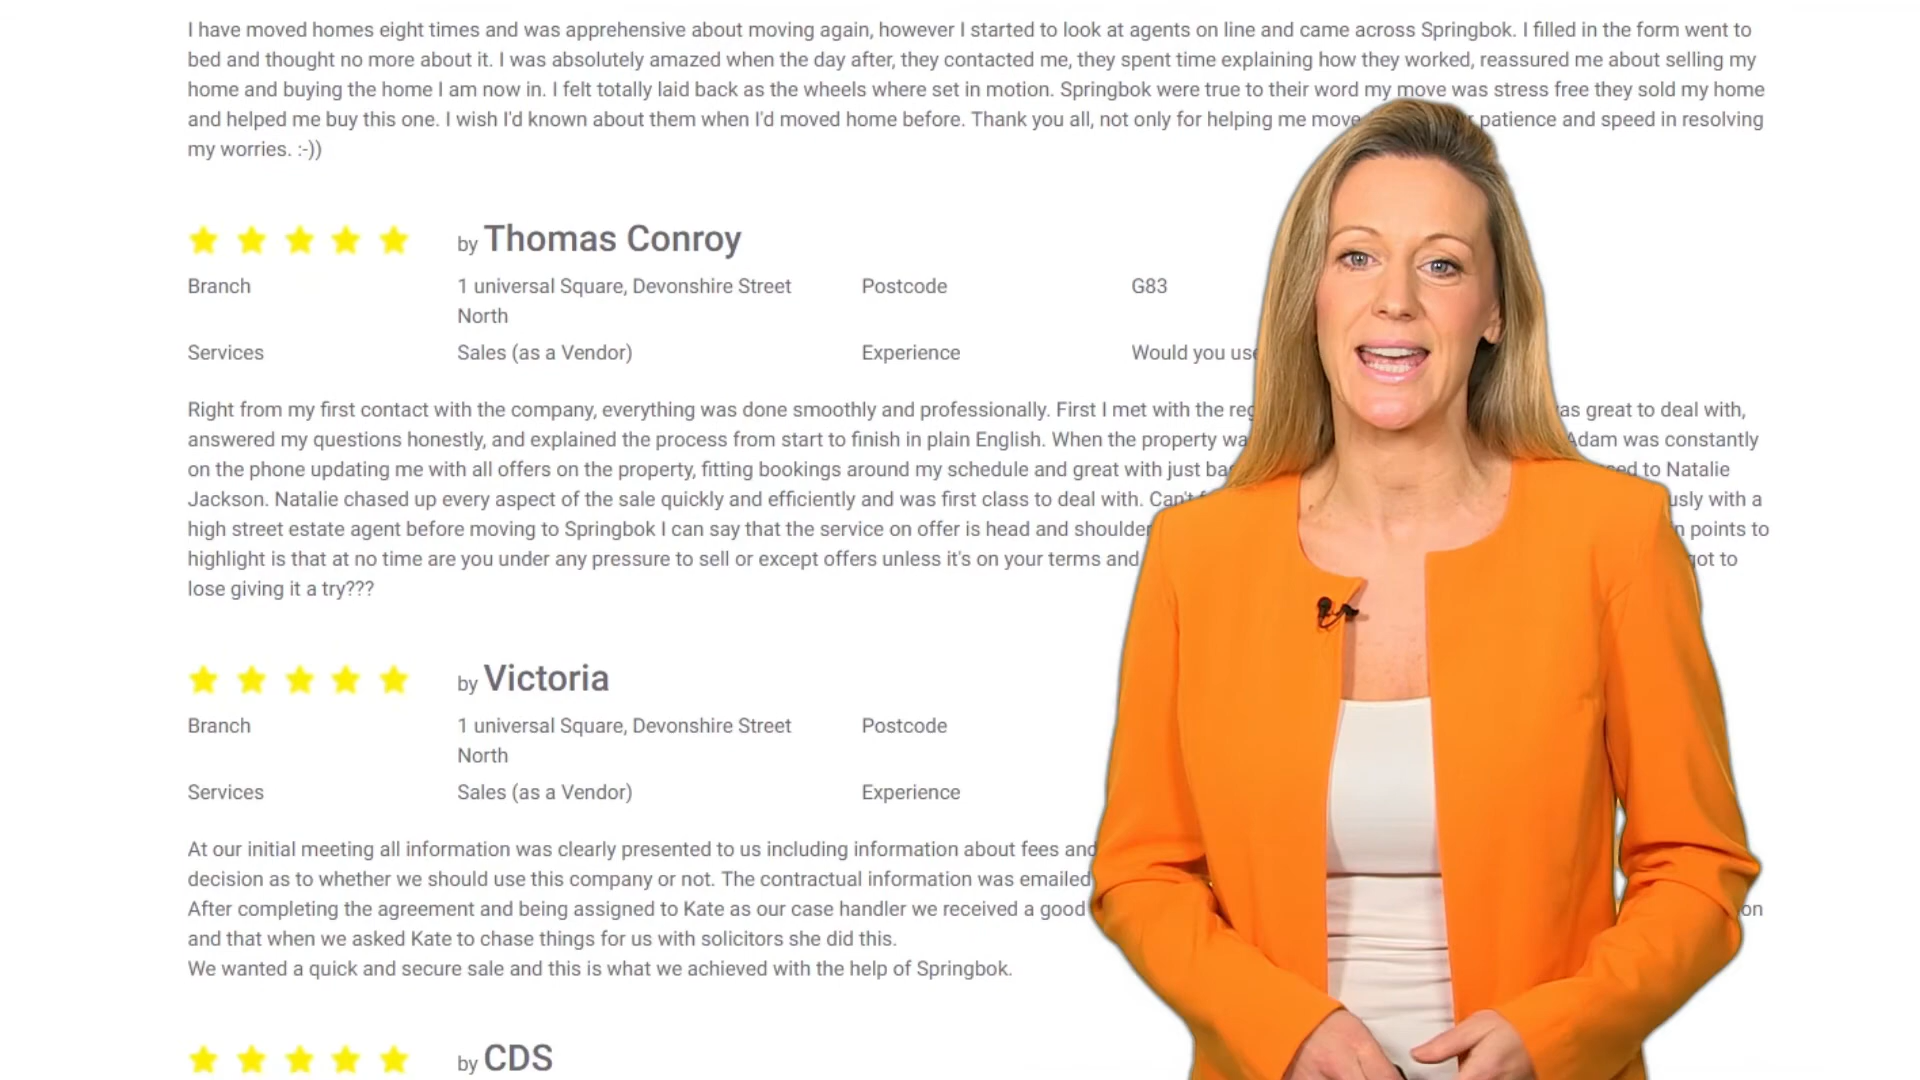 I have moved homes eight times and was apprehensive about moving again, however I started to look at agents on line and came across Springbok. I filled in the form went to
bed and thought no more about it. I was absolutely amazed when the day after, they contacted me, they spent time explaining how they worked, reassured me about selling my
home and buying the home I am now in. I felt totally laid back as the wheels where set in motion. Springbok were true to their word my move was stress free they sold my home
and helped me buy this one. I wish I'd known about them when I'd moved home before. Thank you all, not only for helping me move patience and speed in resolving
my worries. :-))
by Thomas Conroy
Branch 1 universal Square, Devonshire Street Postcode G83
North
Services Sales (as a Vendor) Experience Would you use
Right from my first contact with the company, everything was done smoothly and professionally. First I met with the reg as great to deal with,
answered my questions honestly, and explained the process from start to finish in plain English. When the property wa Adam was constantly
on the phone updating me with all offers on the property, fitting bookings around my schedule and great with just ba ed to Natalie
Jackson. Natalie chased up every aspect of the sale quickly and efficiently and was first class to deal with. Can't usly with a
high street estate agent before moving to Springbok I can say that the service on offer is head and shoulder n points to
highlight is that at no time are you under any pressure to sell or except offers unless it's on your terms and got to
lose giving it a try???
by Victoria
Branch 1 universal Square, Devonshire Street Postcode
North
Services Sales (as a Vendor) Experience
At our initial meeting all information was clearly presented to us including information about fees and
decision as to whether we should use this company or not. The contractual information was emailed
After completing the agreement and being assigned to Kate as our case handler we received a good on
and that when we asked Kate to chase things for us with solicitors she did this.
We wanted a quick and secure sale and this is what we achieved with the help of Springbok.
by CDS